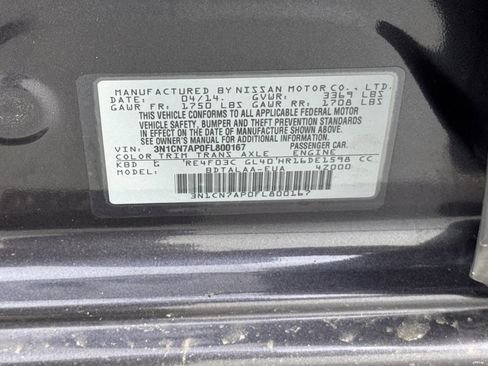 MANUFACTURED BY NISSAN MOTOR CO., LTD.
DATE: 04/14. GVWR: 3369 LBS
GAWR FR: 1750 LBS GAWR RR: 1708 LBS
THIS VEHICLE CONFORMS TO ALL APPLICABLE FEDERAL MOTOR
VEHICLE SAFETY, BUMPER AND THEFT PREVENTION STANDARDS
IN EFFECT ON THE DATE OF MANUFACTURE SHOWN ABOVE.
SEE OWNER'S MANUAL FOR ADDITIONAL INFORMATION
VIN: 3N1CN7AP0FL800167 PASSENGER CAR.
COLOR TRIM TRANS AXLE ENGINE
KBD G RE4F03C GL40 HR16DE1598 CC
MODEL: BDTALAA-EUA 47000
3N1CN7AP0FL800167